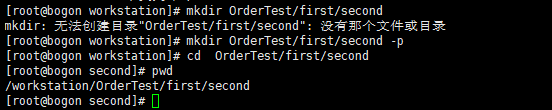 [root@bogon workstation]# mkdir OrderTest/first/second
mkdir: 无法创建目录"OrderTest/first/second": 没有那个文件或目录
[root@bogon workstation]# mkdir OrderTest/first/second -p
[root@bogon workstation]# cd  OrderTest/first/second
[root@bogon second]# pwd
/workstation/OrderTest/first/second
[root@bogon second]#